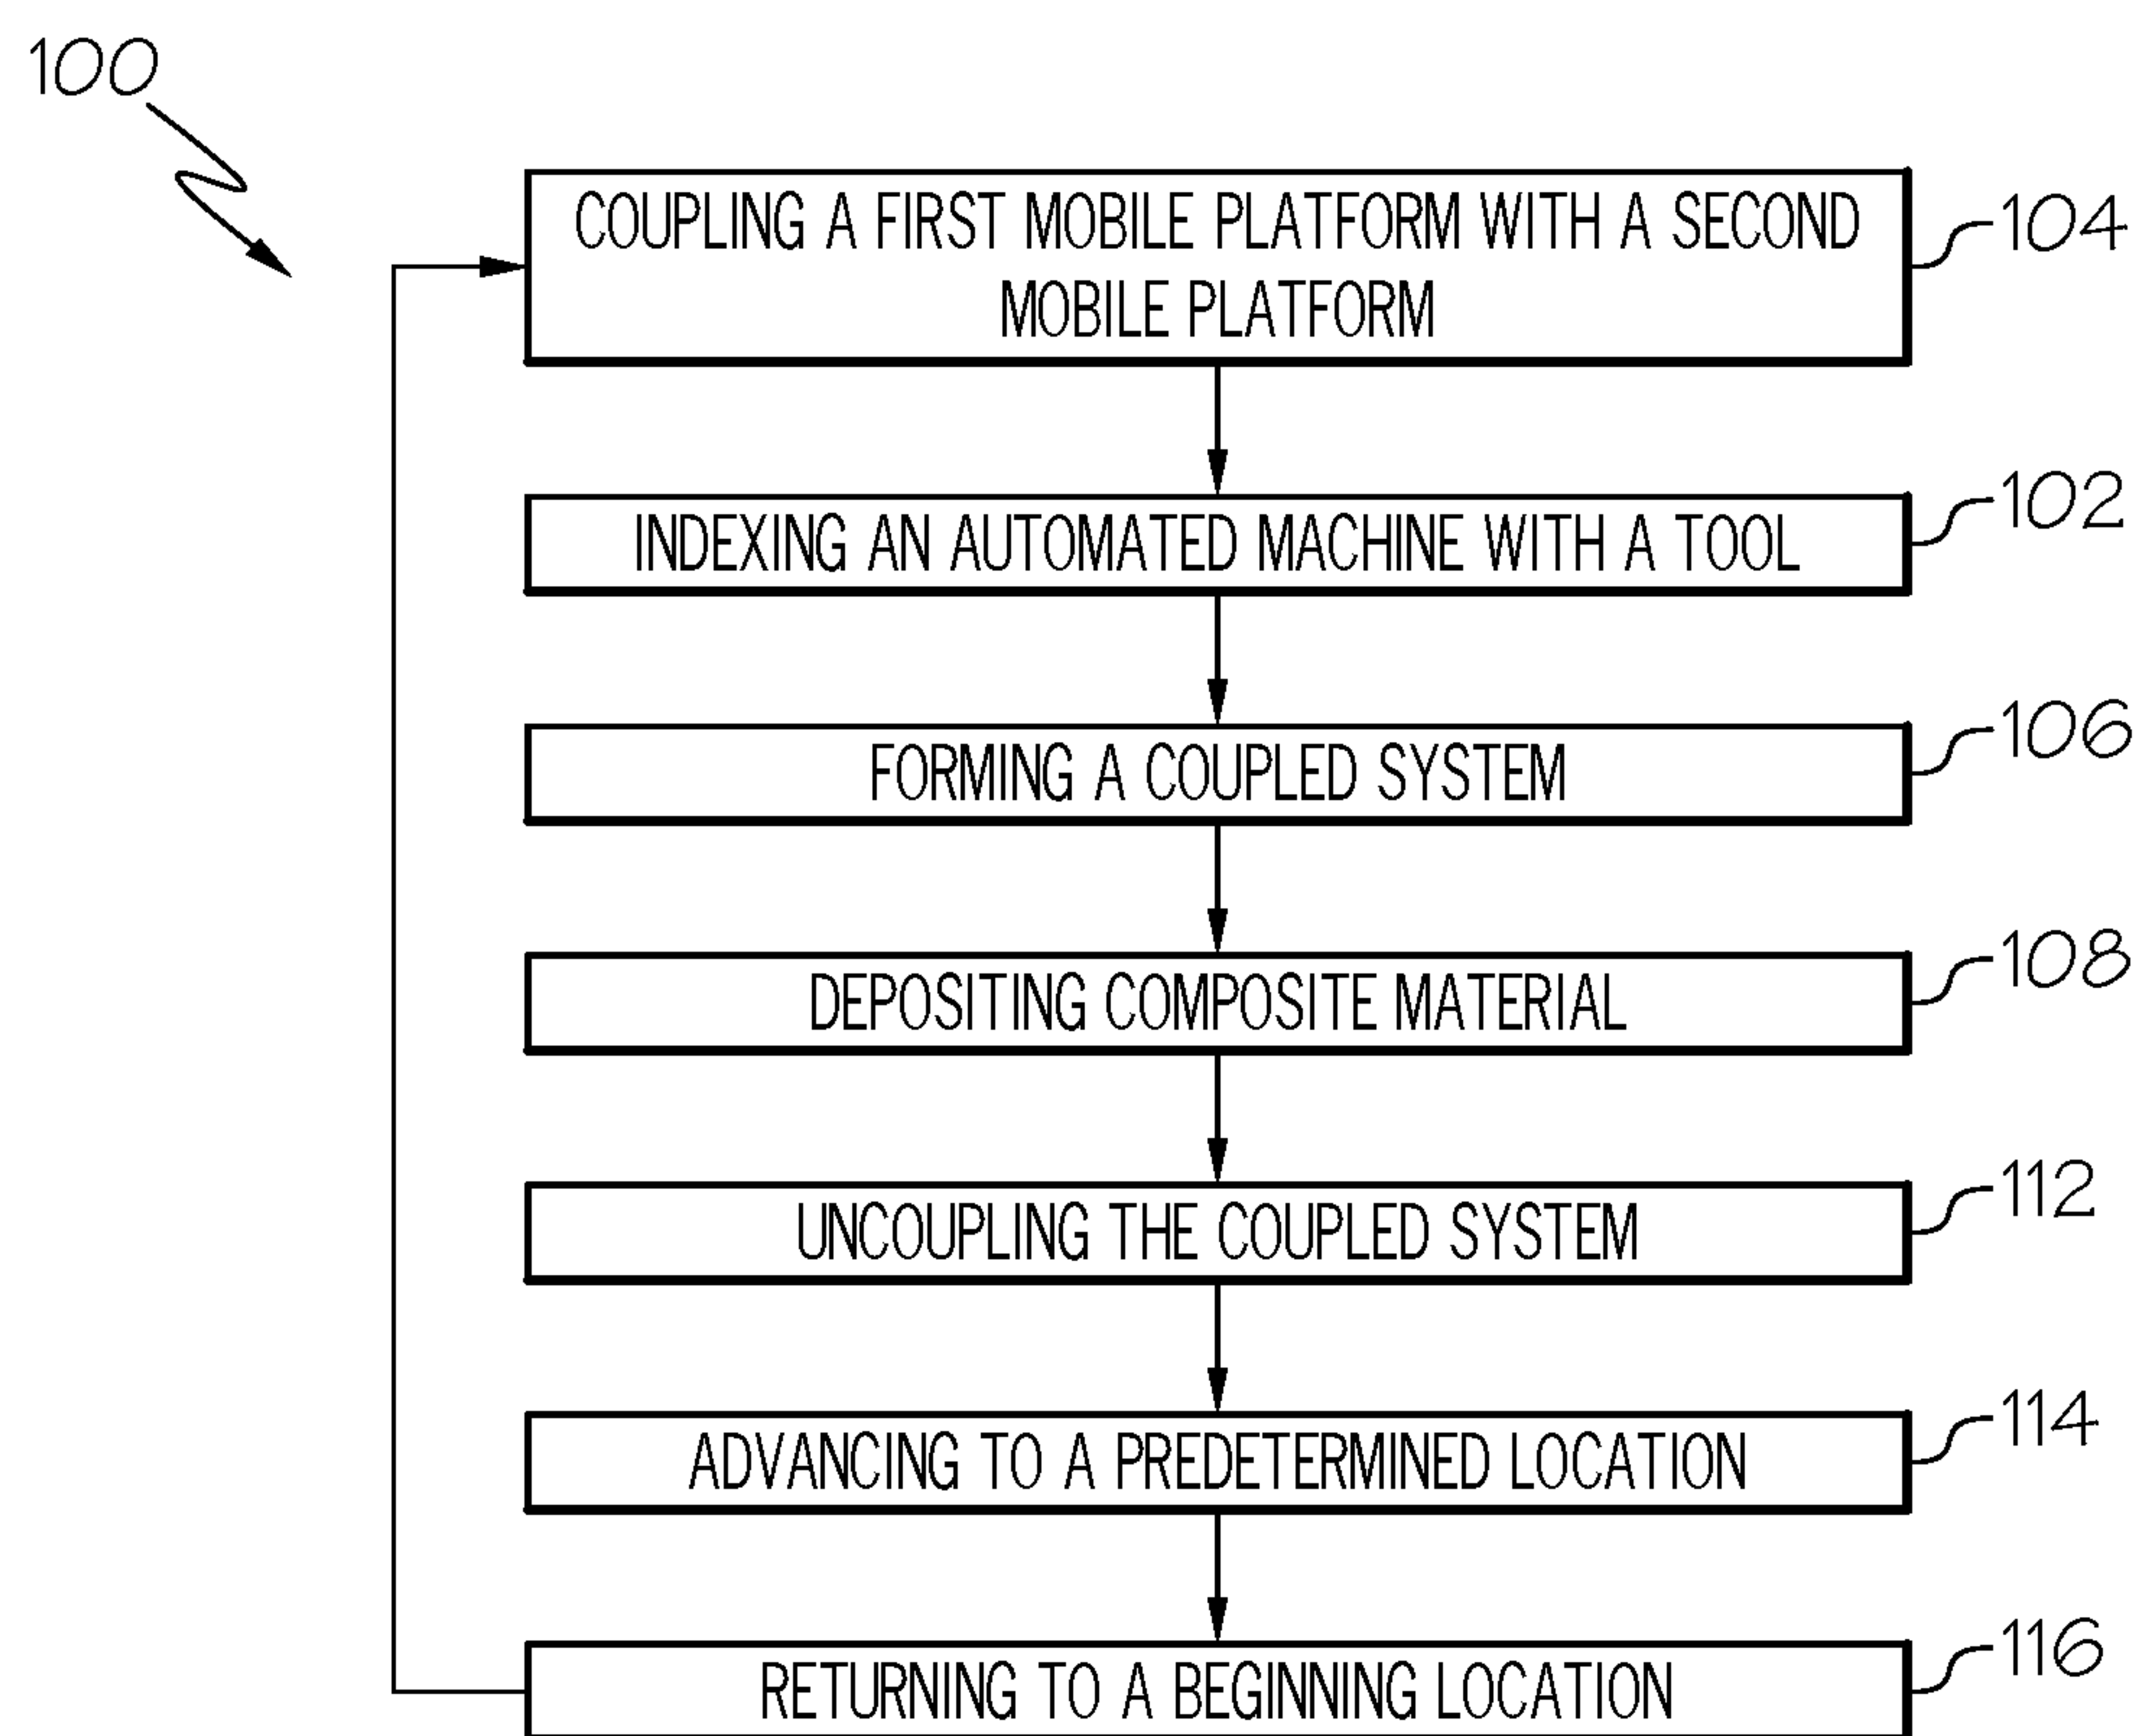 100
COUPLING A FIRST MOBILE PLATFORM WITH A SECOND
MOBILE PLATFORM
104
INDEXING AN AUTOMATED MACHINE WITH A TOOL
102
FORMING A COUPLED SYSTEM
106
DEPOSITING COMPOSITE MATERIAL
108
UNCOUPLING THE COUPLED SYSTEM
112
ADVANCING TO A PREDETERMINED LOCATION
114
RETURNING TO A BEGINNING LOCATION
116